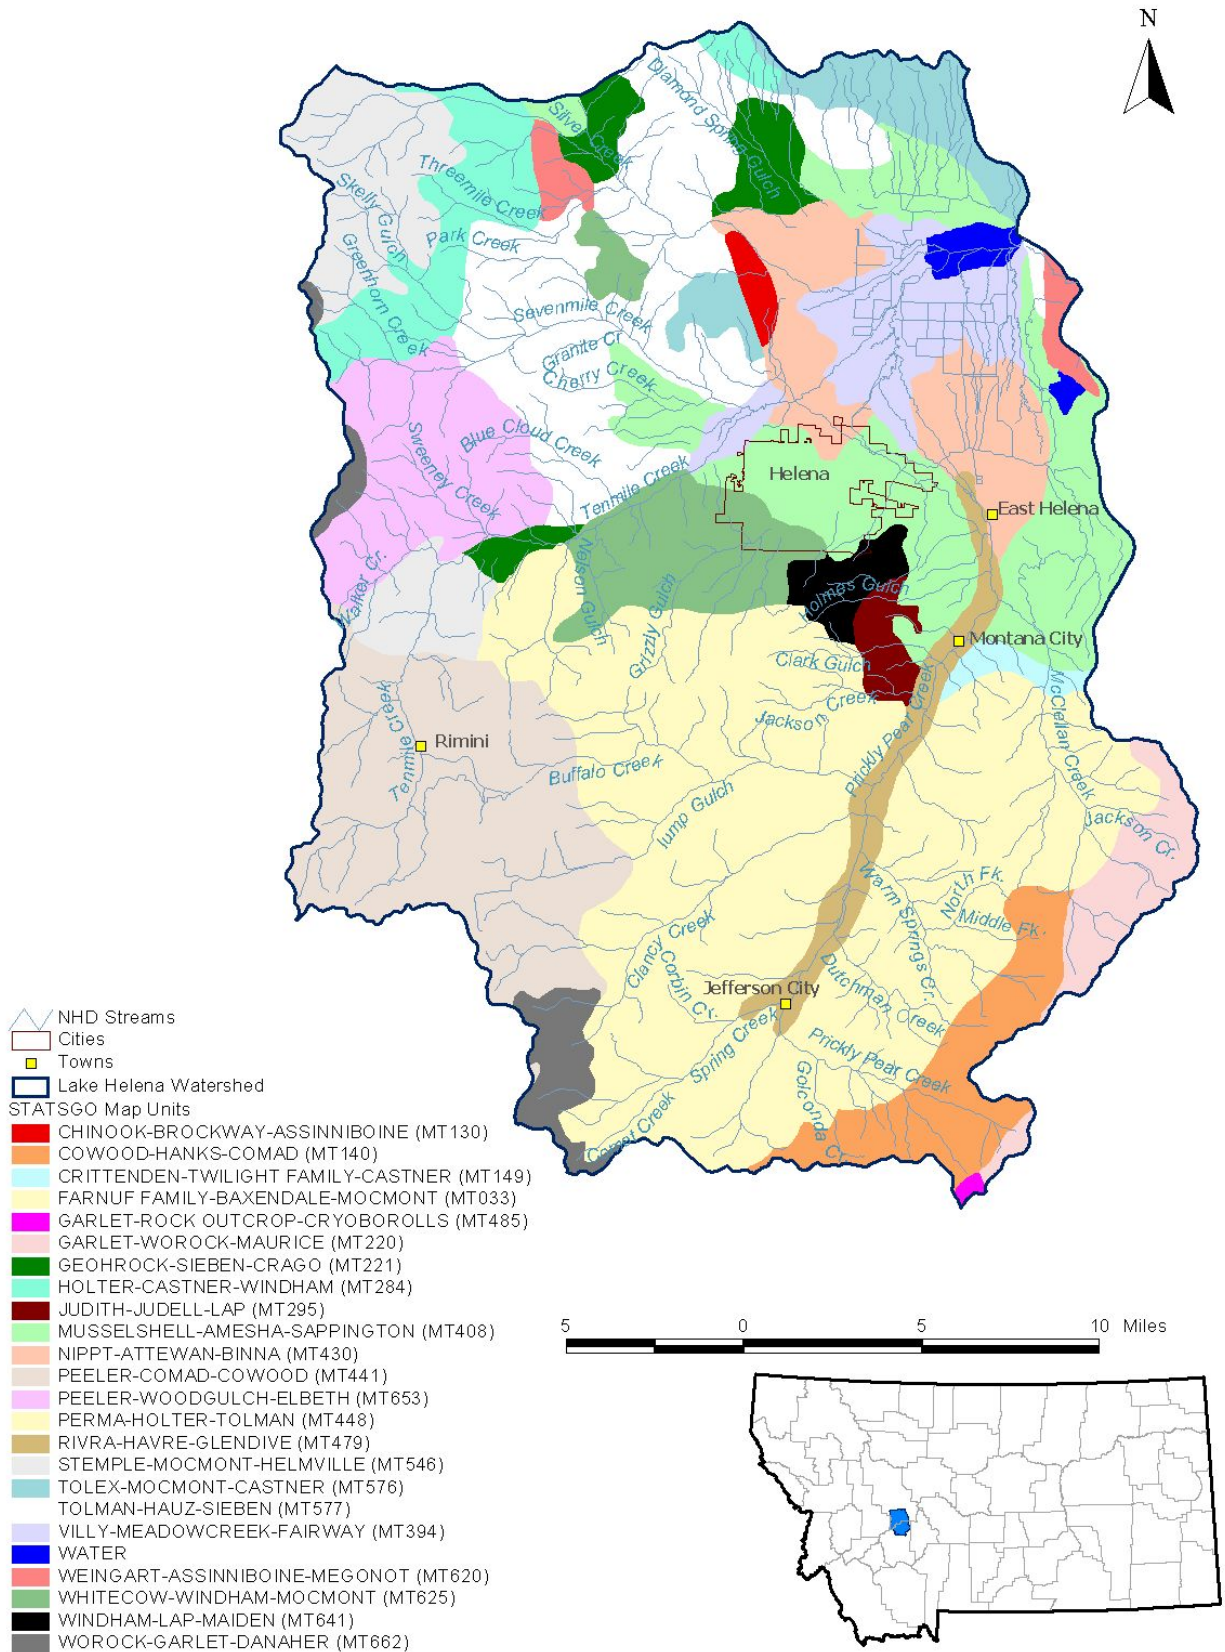 N
Diamond Spring Gulch
Silver Creek
Threemile Creek
Skelly Gulch
Park Creek
Greenhorn Creek
Sevenmile Creek
Granite Cr
Cherry Creek
Blue Cloud Creek
Sweeney Creek
Tenmile Creek
Helena
East Helena
Nelson Gulch
Walker Cr.
Grizzly Gulch
Holmes Gulch
Montana City
Clark Gulch
Jackson Creek
Prickly Pear Creek
McClellan Creek
Tenmile Creek
Rimini
Buffalo Creek
lump Gulch
Jackson Cr.
Warm Springs Cr.
North Fk.
Middle Fk.
Clancy Creek
Corbin Cr.
Jefferson City
Dutchman Creek
Spring Creek
Prickly Pear Creek
Golconda Cr.
Comet Creek
NHD Streams
Cities
Towns
Lake Helena Watershed
STATSGO Map Units
CHINOOK-BROCKWAY-ASSINNIBOINE (MT130)
COWOOD-HANKS-COMAD (MT140)
CRITTENDEN-TWILIGHT FAMILY-CASTNER (MT149)
FARNUF FAMILY-BAXENDALE-MOCMONT (MT033)
GARLET-ROCK OUTCROP-CRYOBOROLLS (MT485)
GARLET-WOROCK-MAURICE (MT220)
GEOHROCK-SIEBEN-CRAGO (MT221)
HOLTER-CASTNER-WINDHAM (MT284)
JUDITH-JUDELL-LAP (MT295)
MUSSELSHELL-AMESHA-SAPPINGTON (MT408)
NIPPT-ATTEWAN-BINNA (MT430)
PEELER-COMAD-COWOOD (MT441)
PEELER-WOODGULCH-ELBETH (MT653)
PERMA-HOLTER-TOLMAN (MT448)
RIVRA-HAVRE-GLENDIVE (MT479)
STEMPLE-MOCMONT-HELMVILLE (MT546)
TOLEX-MOCMONT-CASTNER (MT576)
TOLMAN-HAUZ-SIEBEN (MT577)
VILLY-MEADOWCREEK-FAIRWAY (MT394)
WATER
WEINGART-ASSINNIBOINE-MEGONOT (MT620)
WHITECOW-WINDHAM-MOCMONT (MT625)
WINDHAM-LAP-MAIDEN (MT641)
WOROCK-GARLET-DANAHER (MT662)
5 0 5 10 Miles